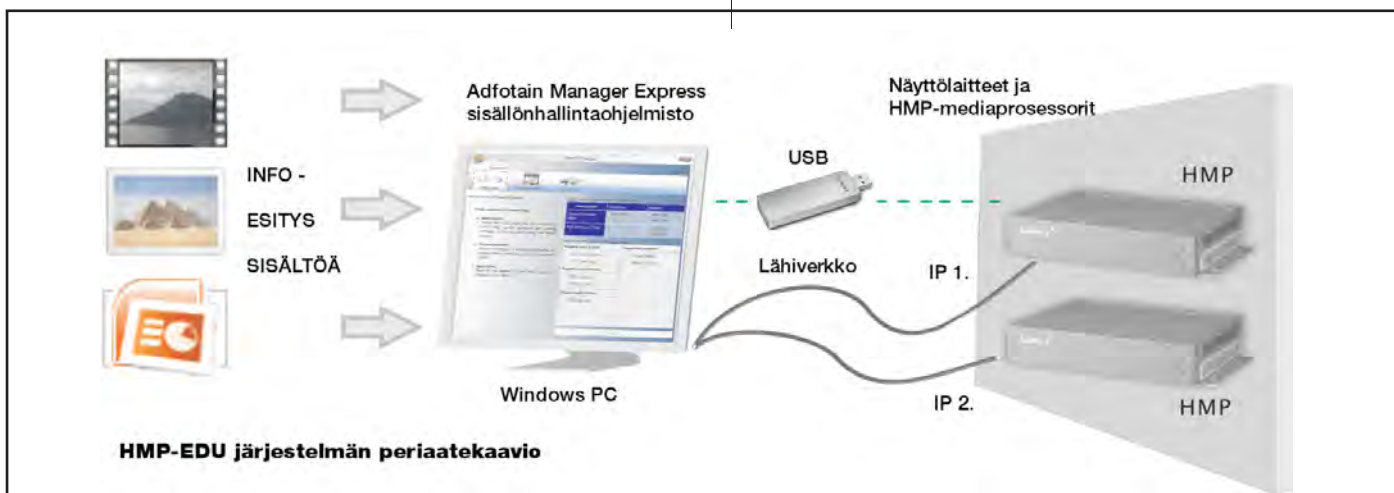 Adfotain Manager Express
sisällönhallintaohjelmisto
Näyttölaitteet ja
HMP-mediaprosessorit
USB
HMP
INFO -
ESITYS
SISÄLTÖÄ
Lähiverkko
IP 1.
Windows PC
IP 2.
HMP
HMP-EDU järjestelmän periaatekaavio